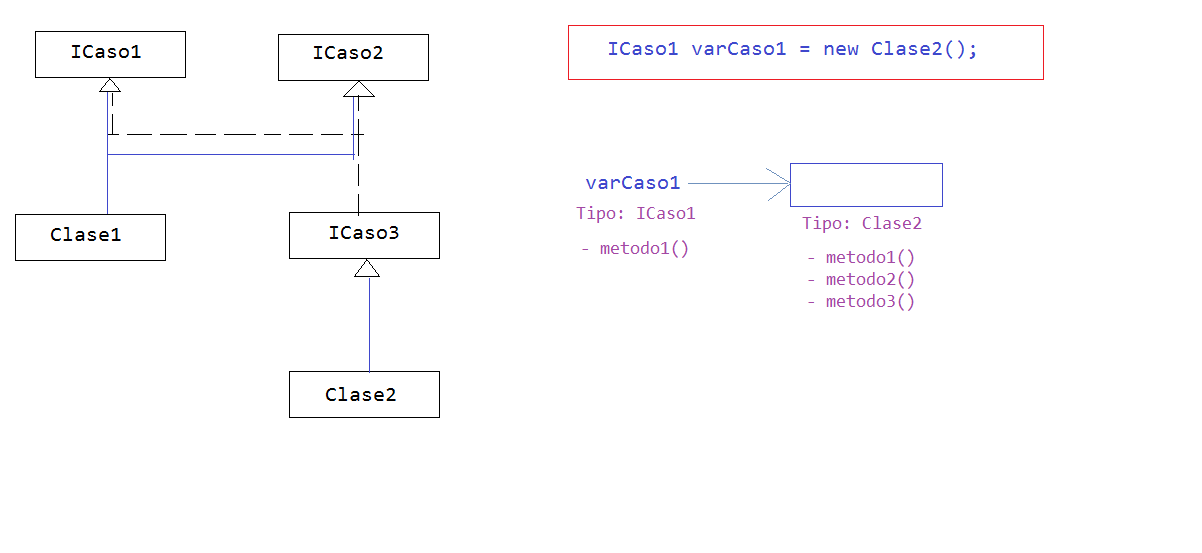 ICaso1
ICaso2
Clase1
ICaso3
Clase2
ICaso1 varCaso1 = new Clase2();
varCaso1
Tipo: ICaso1
- metodo1()
Tipo: Clase2
- metodo1()
- metodo2()
- metodo3()